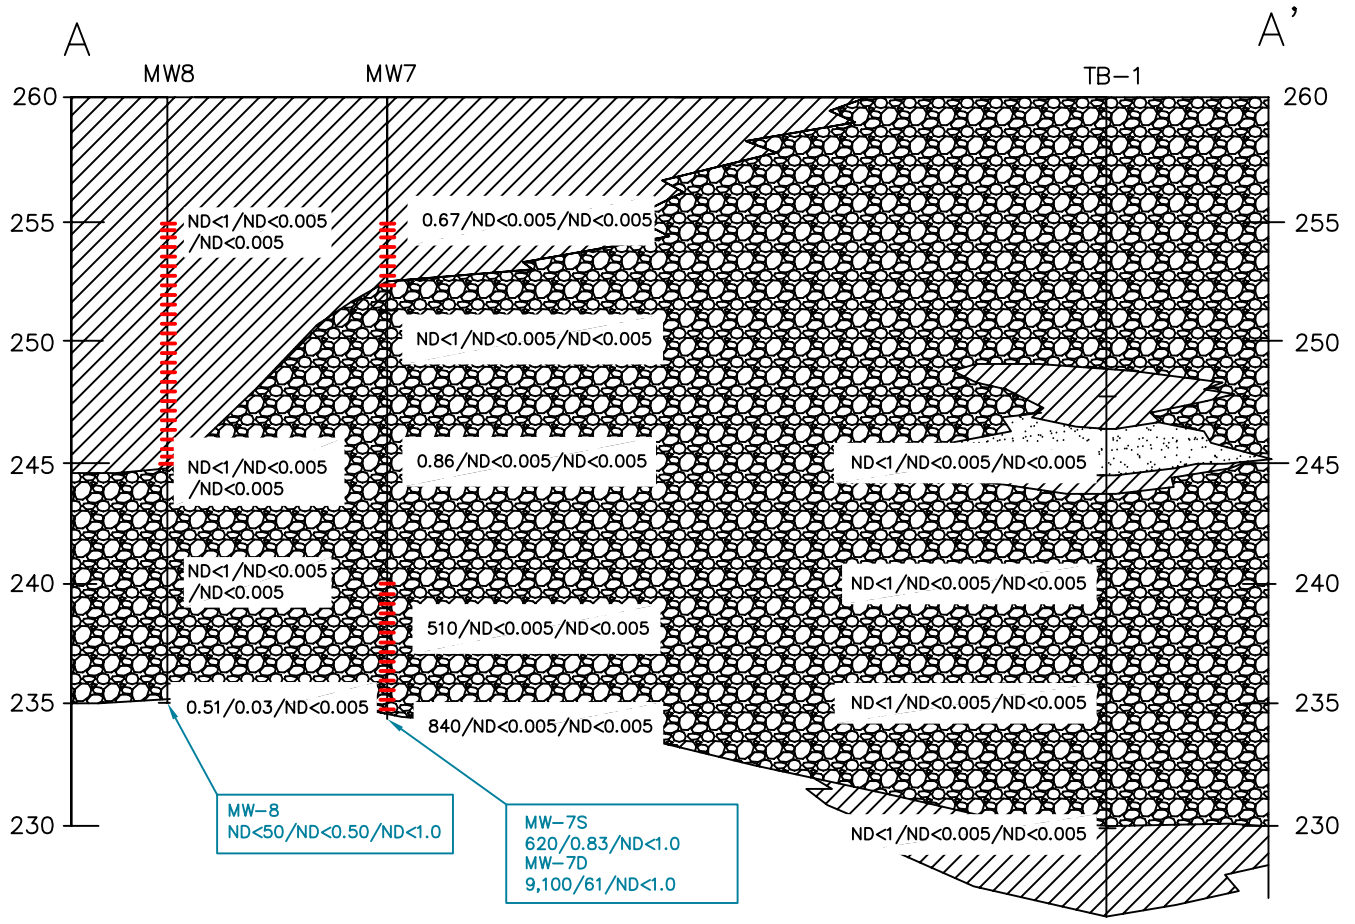 A
A'
MW8
MW7
TB-1
260
260
255
ND<1/ND<0.005
/ND<0.005
0.67/ND<0.005/ND<0.005
255
250
ND<1/ND<0.005/ND<0.005
250
245
ND<1/ND<0.005
/ND<0.005
0.86/ND<0.005/ND<0.005
ND<1/ND<0.005/ND<0.005
245
240
ND<1/ND<0.005
/ND<0.005
ND<1/ND<0.005/ND<0.005
240
510/ND<0.005/ND<0.005
235
0.51/0.03/ND<0.005
840/ND<0.005/ND<0.005
ND<1/ND<0.005/ND<0.005
235
230
MW-8
ND<50/ND<0.50/ND<1.0
MW-7S
620/0.83/ND<1.0
MW-7D
9,100/61/ND<1.0
ND<1/ND<0.005/ND<0.005
230